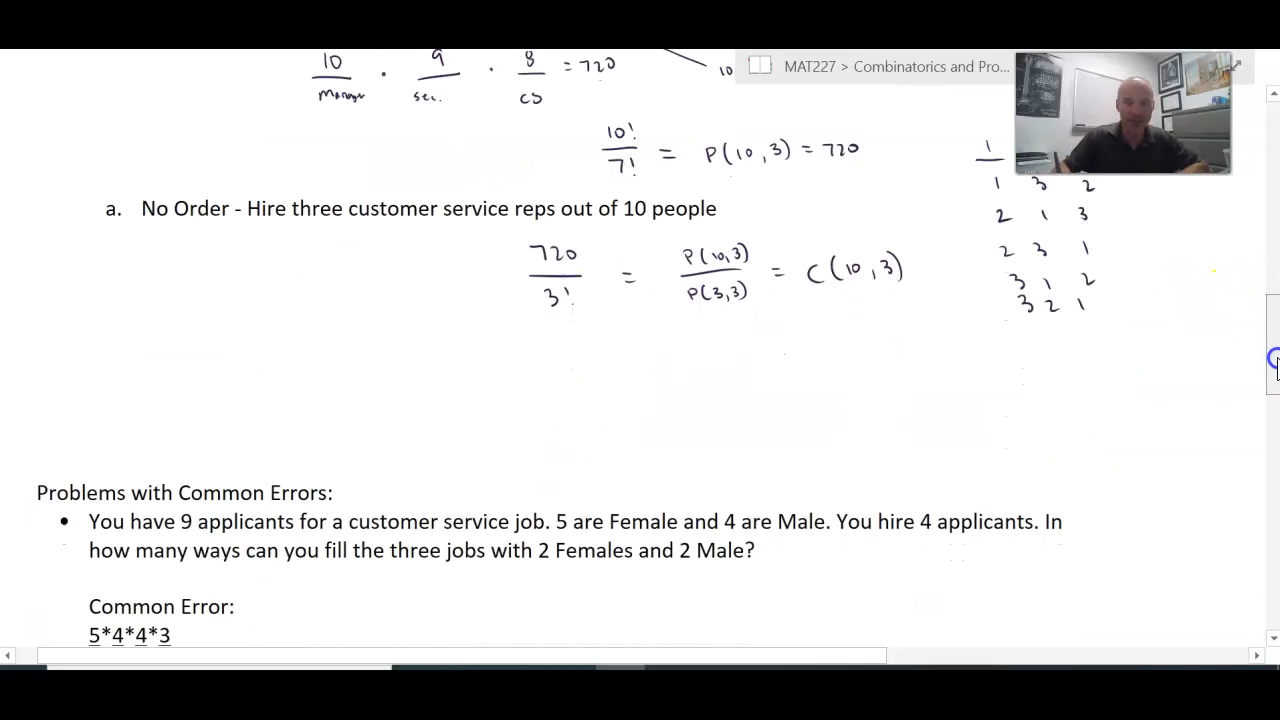 10 · 9 · 8 = 720
Manager sec. CS
10
MAT227 > Combinatorics and Pro...
10!/7! = P(10,3) = 720
1
1 3 2
a. No Order - Hire three customer service reps out of 10 people
2 1 3
720/3! = P(10,3)/P(3,3) = C(10,3)
2 3 1
3 1 2
3 2 1
Problems with Common Errors:
• You have 9 applicants for a customer service job. 5 are Female and 4 are Male. You hire 4 applicants. In
how many ways can you fill the three jobs with 2 Females and 2 Male?
Common Error:
5*4*4*3